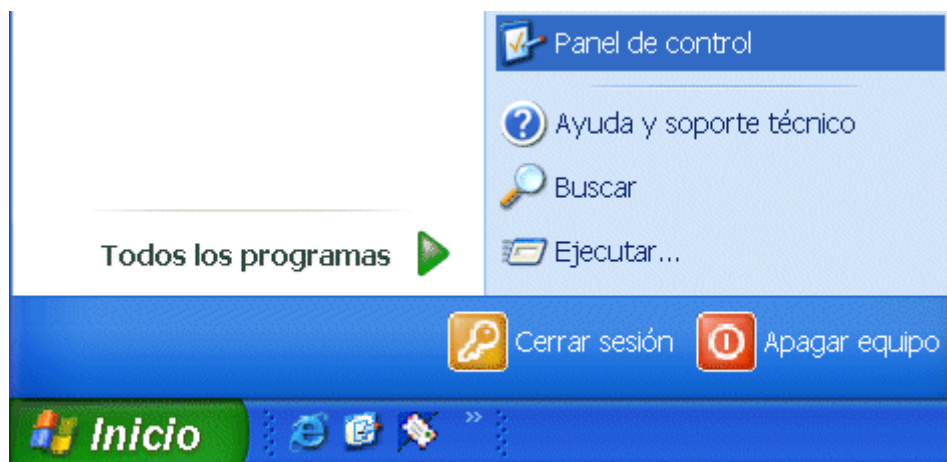 Panel de control
Ayuda y soporte técnico
Buscar
Todos los programas
Ejecutar...
Cerrar sesión
Apagar equipo
Inicio